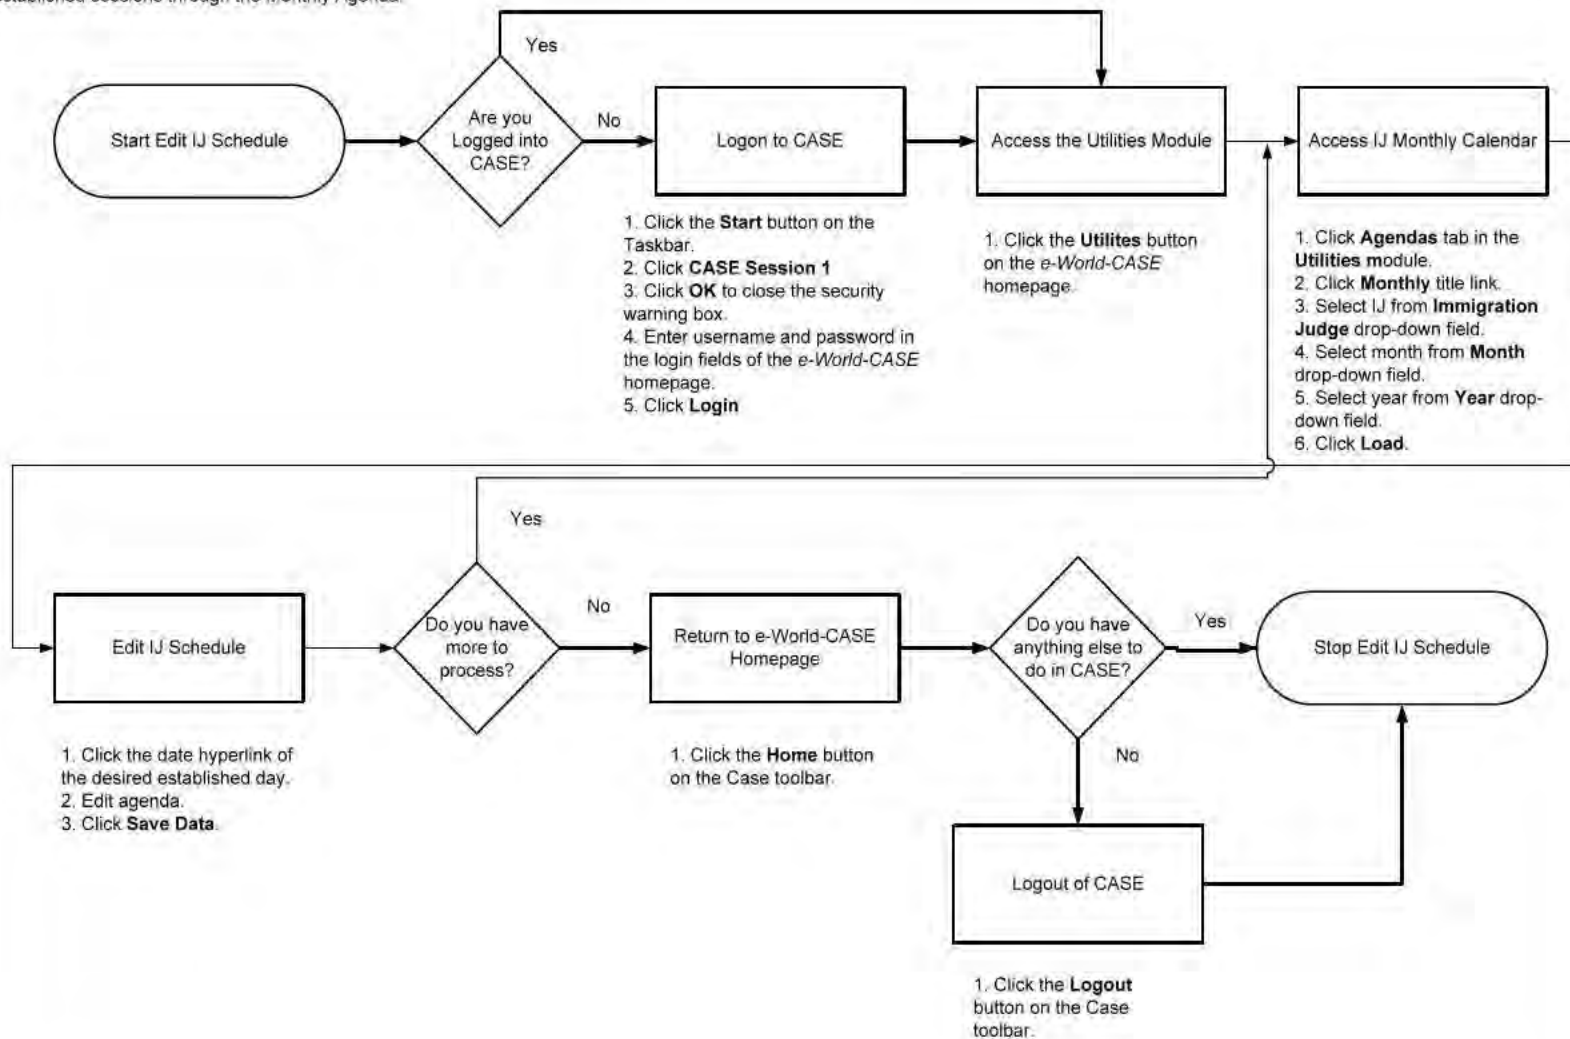 established sessions through the Monthly Agenda.
Yes
Start Edit IJ Schedule
Are you
Logged into
CASE?
No
Logon to CASE
Access the Utilities Module
Access IJ Monthly Calendar
1. Click the Start button on the
Taskbar.
2. Click CASE Session 1
3. Click OK to close the security
warning box.
4. Enter username and password in
the login fields of the e-World-CASE
homepage.
5. Click Login
1. Click the Utilites button
on the e-World-CASE
homepage.
1. Click Agendas tab in the
Utilities module.
2. Click Monthly title link.
3. Select IJ from Immigration
Judge drop-down field.
4. Select month from Month
drop-down field.
5. Select year from Year drop-
down field.
6. Click Load.
Yes
Edit IJ Schedule
Do you have
more to
process?
No
Return to e-World-CASE
Homepage
Do you have
anything else to
do in CASE?
Yes
Stop Edit IJ Schedule
1. Click the date hyperlink of
the desired established day.
2. Edit agenda.
3. Click Save Data.
1. Click the Home button
on the Case toolbar.
No
Logout of CASE
1. Click the Logout
button on the Case
toolbar.